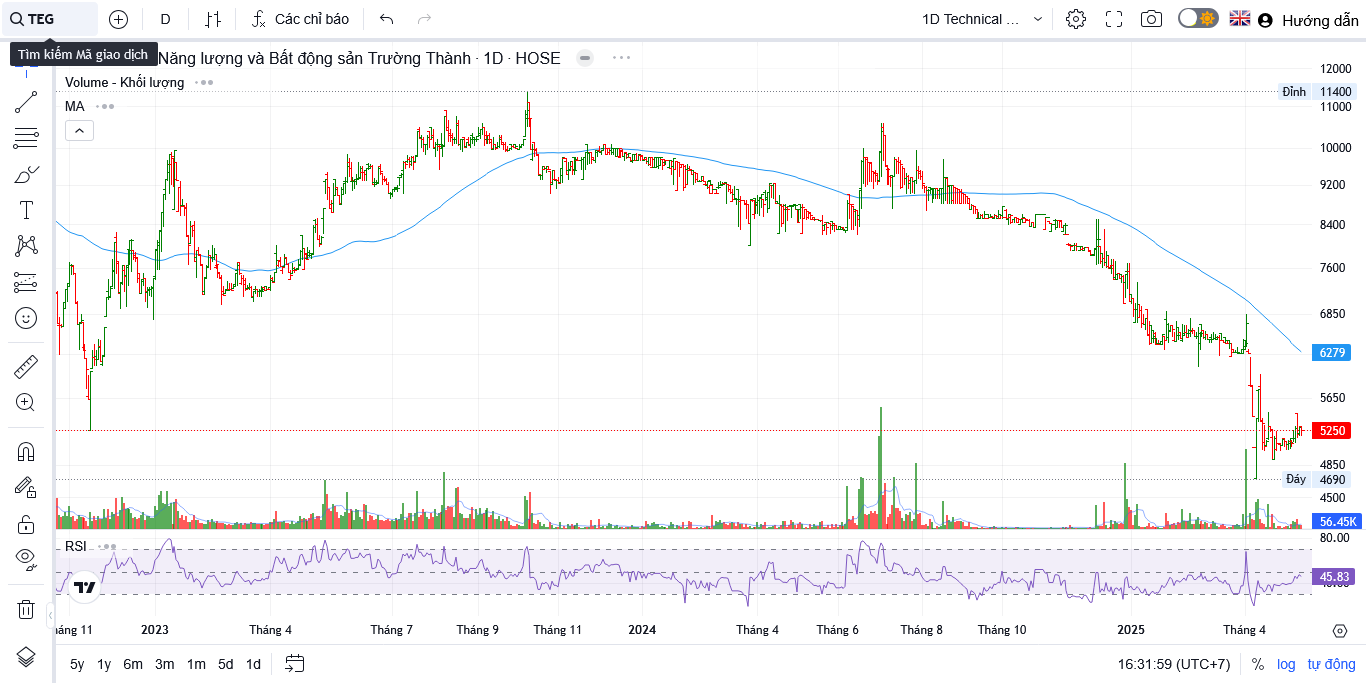 TEG D Các chỉ báo 1D Technical ... Hướng dẫn
Tìm kiếm Mã giao dịch
Năng lượng và Bất động sản Trường Thành · 1D · HOSE
Volume - Khối lượng
MA
12000
Đỉnh 11400
11000
10000
9200
8400
7600
6850
6279
5650
5250
4850
Đáy 4690
4500
56.45K
RSI
80.00
45.83
áng 11 2023 Tháng 4 Tháng 7 Tháng 9 Tháng 11 2024 Tháng 4 Tháng 6 Tháng 8 Tháng 10 2025 Tháng 4
5y 1y 6m 3m 1m 5d 1d 16:31:59 (UTC+7) % log tự động